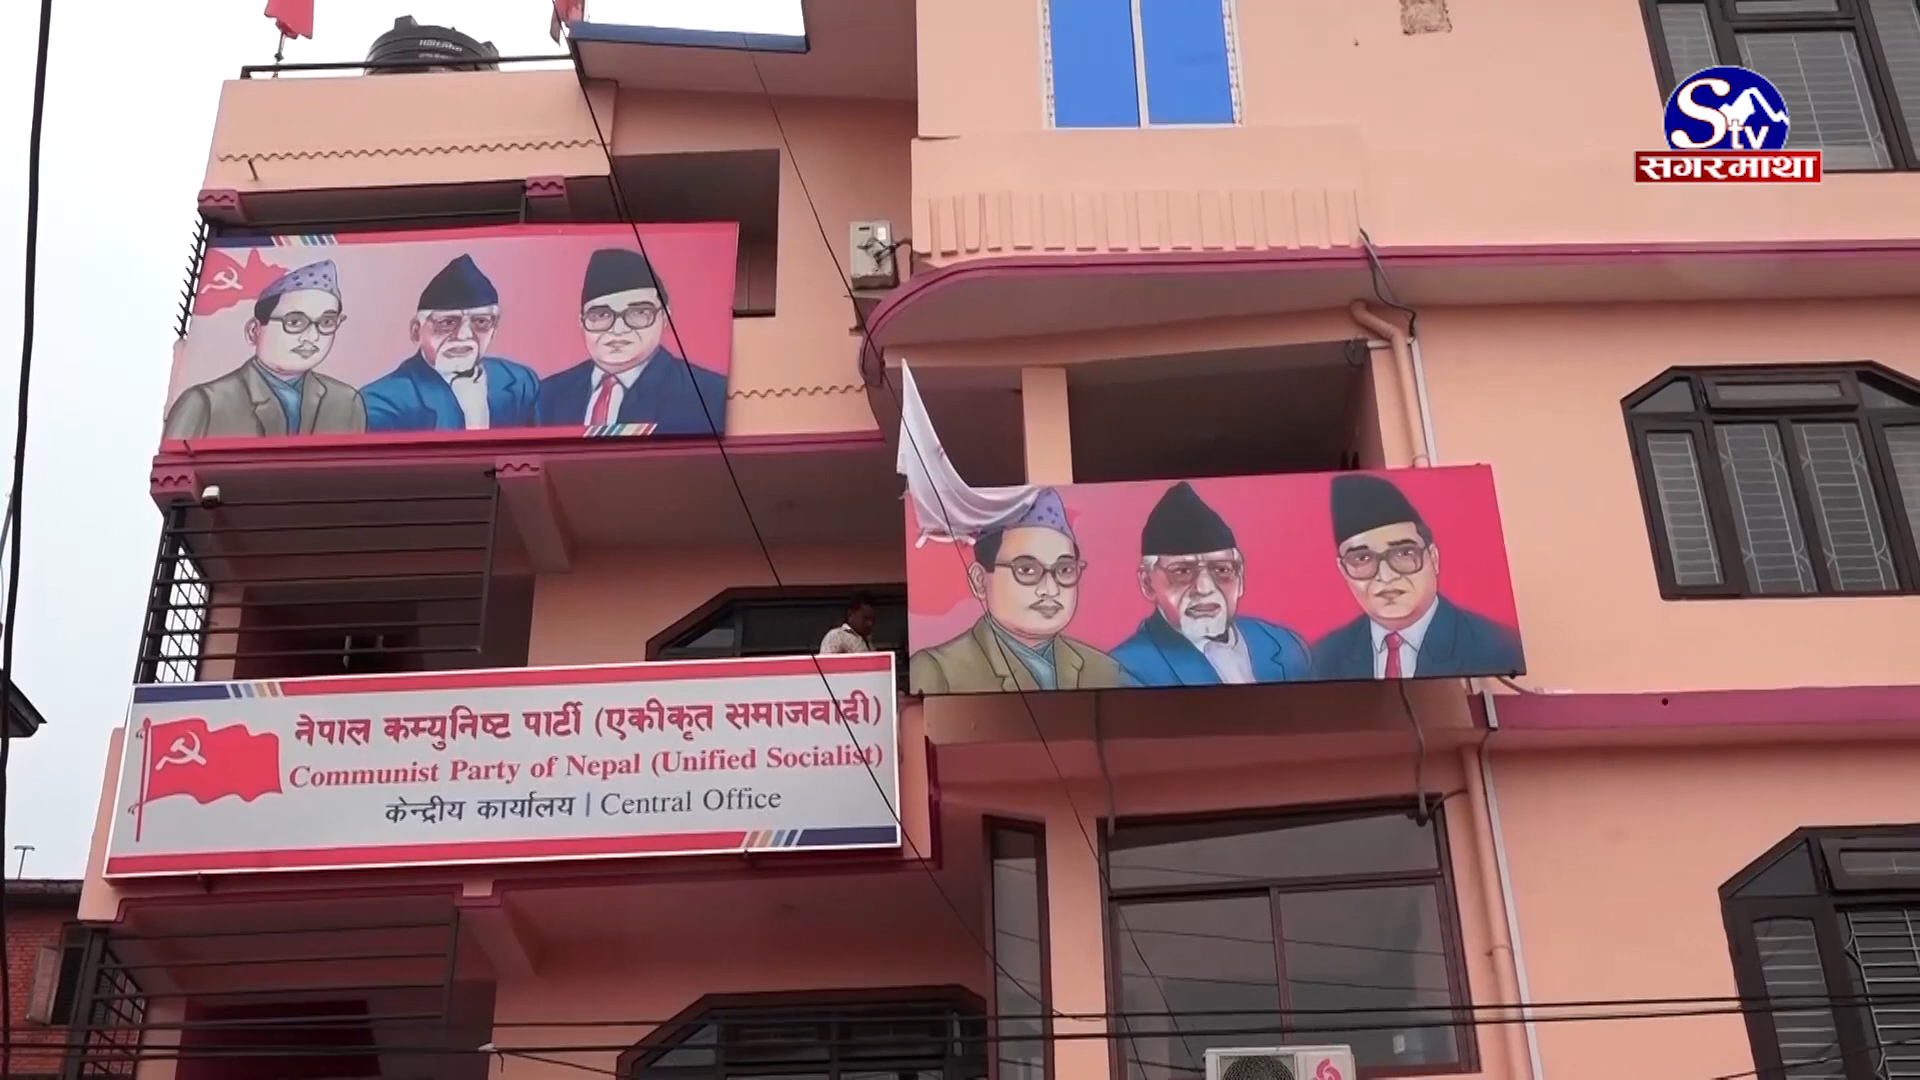 Stv
सगरमाथा
नेपाल कम्युनिष्ट पार्टी (एकीकृत समाजवादी)
Communist Party of Nepal (Unified Socialist)
केन्द्रीय कार्यालय | Central Office